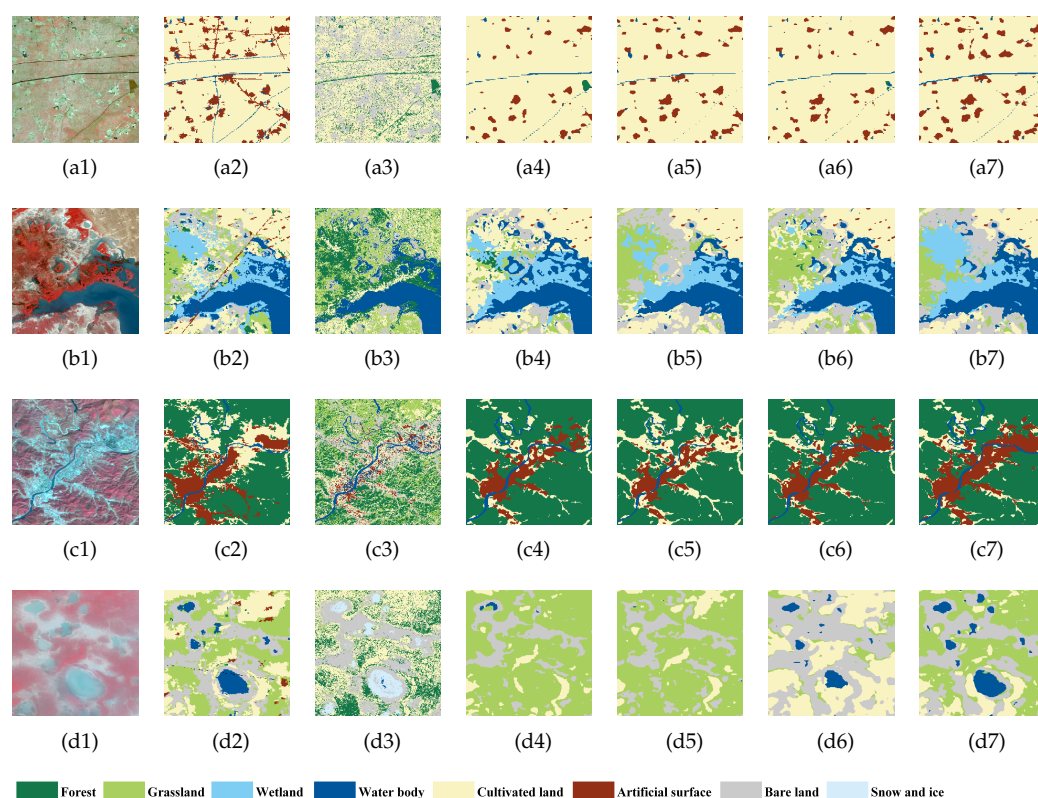 (a1) (a2) (a3) (a4) (a5) (a6) (a7)
(b1) (b2) (b3) (b4) (b5) (b6) (b7)
(c1) (c2) (c3) (c4) (c5) (c6) (c7)
(d1) (d2) (d3) (d4) (d5) (d6) (d7)
Forest Grassland Wetland Water body Cultivated land Artificial surface Bare land Snow and ice